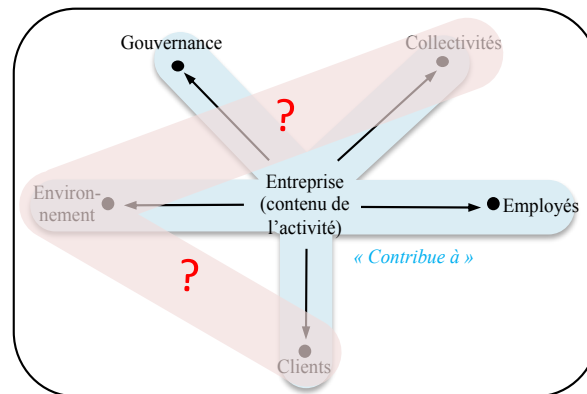 Gouvernance
Collectivités
?
Environ-
nement
Entreprise
(contenu de
l’activité)
Employés
« Contribue à »
?
Clients